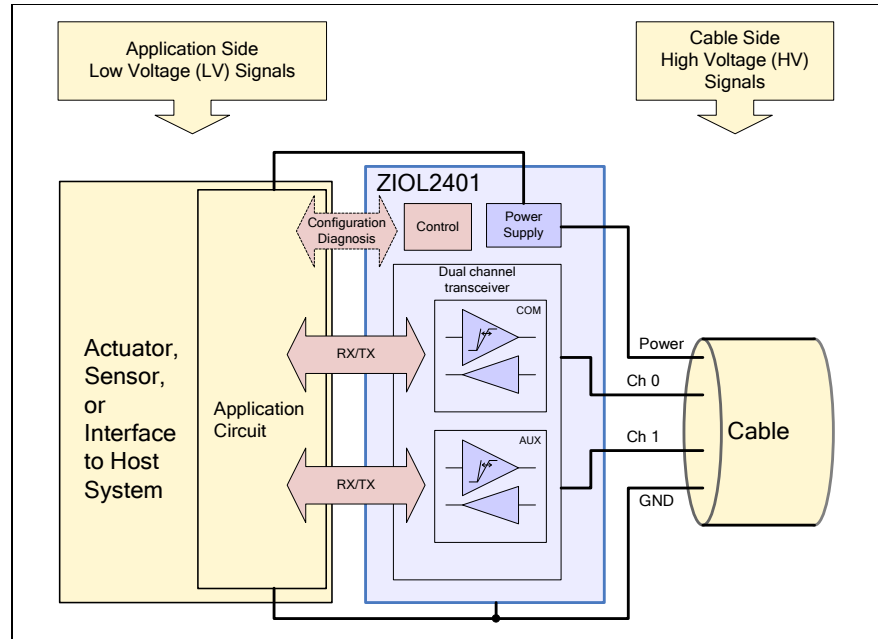 Application Side
Low Voltage (LV) Signals
Cable Side
High Voltage (HV)
Signals
ZIOL2401
Configuration
Diagnosis
Control
Power
Supply
Dual channel
transceiver
COM
RX/TX
AUX
RX/TX
Actuator,
Sensor,
or
Interface
to Host
System
Application
Circuit
Power
Ch 0
Ch 1
GND
Cable